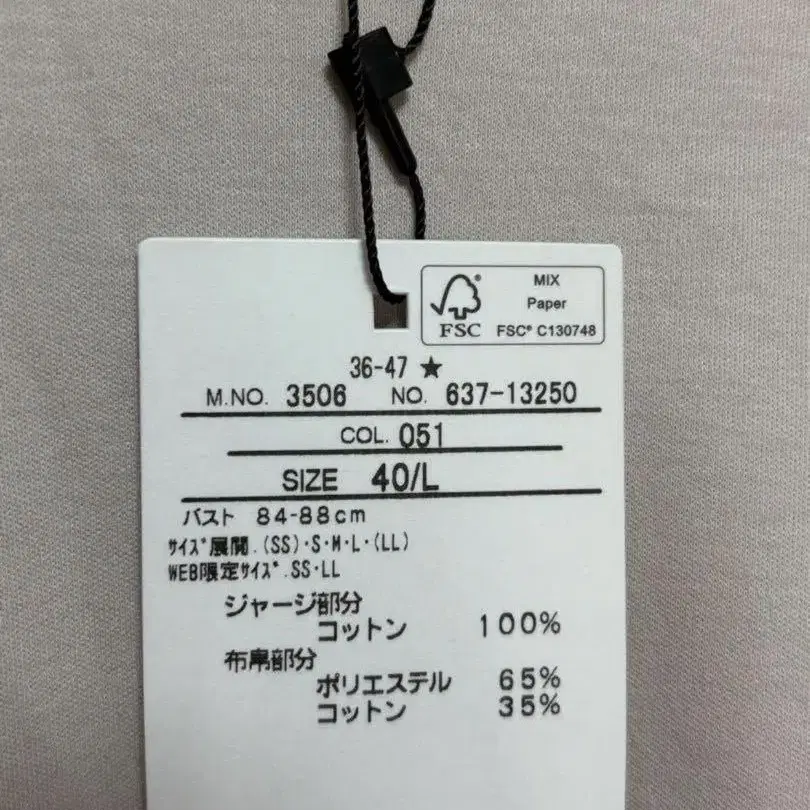 MIX
Paper
FSC® C130748
FSC
36-47 ★
M.NO. 3506 NO. 637-13250
COL. 051
SIZE 40/L
バスト 84-88cm
サイズ展開.(SS)・S・M・L・(LL)
WEB限定サイズ.SS・LL
ジャージ部分
コットン 100%
布帛部分
ポリエステル 65%
コットン 35%